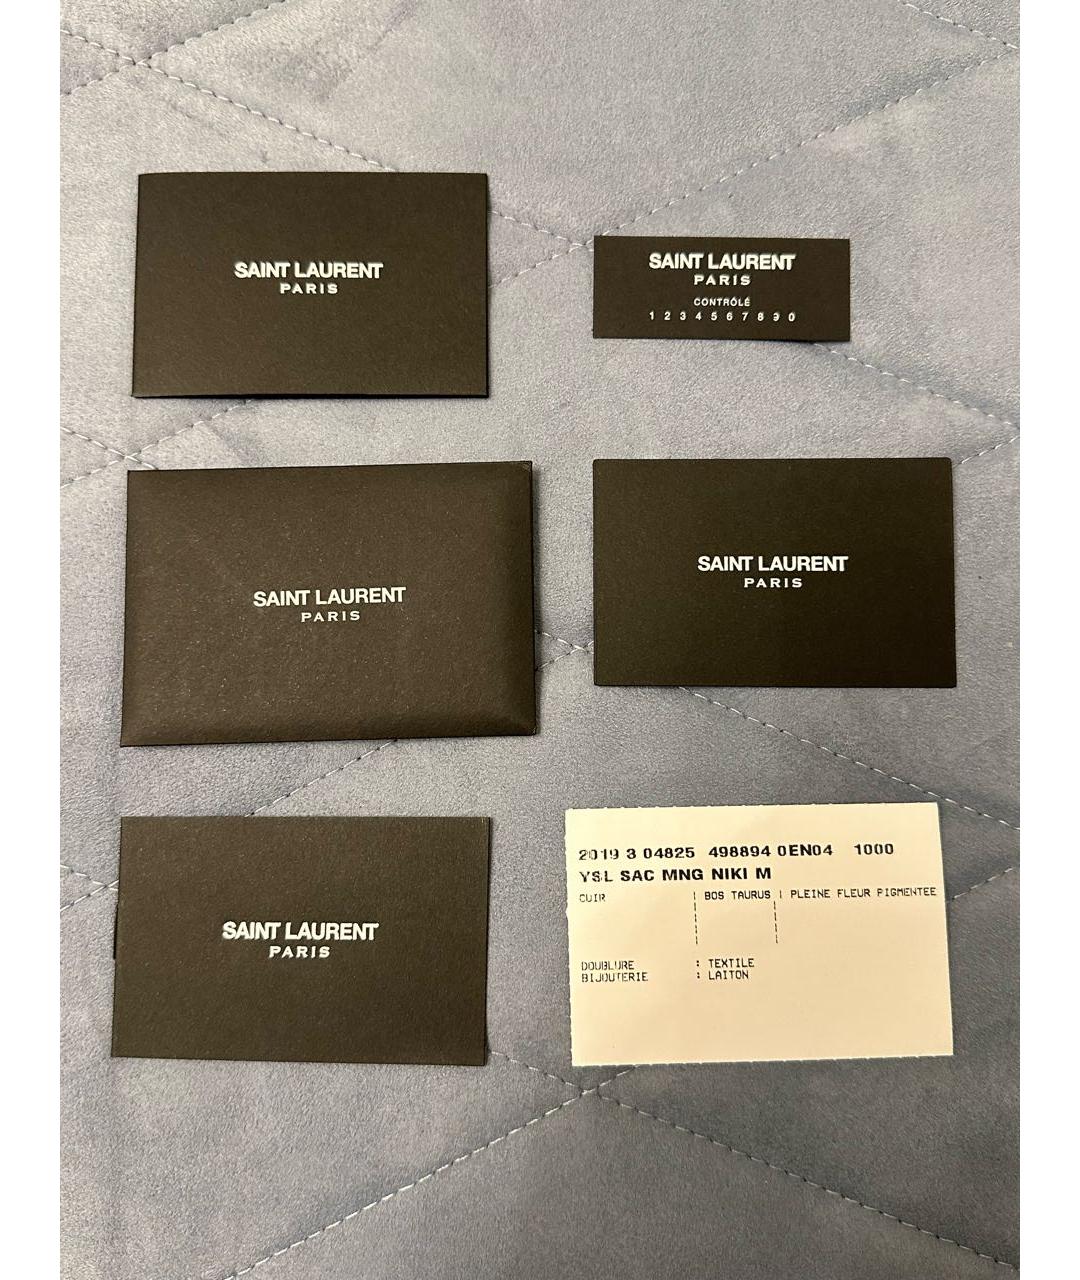 SAINT LAURENT
PARIS
SAINT LAURENT
PARIS
CONTRÔLÉ
1 2 3 4 5 6 7 8 9 0
SAINT LAURENT
PARIS
SAINT LAURENT
PARIS
SAINT LAURENT
PARIS
2019 3 04825 498894 0EN04 1000
YSL SAC MNG NIKI M
CUIR | BOS TAURUS | PLEINE FLEUR PIGMENTEE
DOUBLURE : TEXTILE
BIJOUTERIE : LAITON